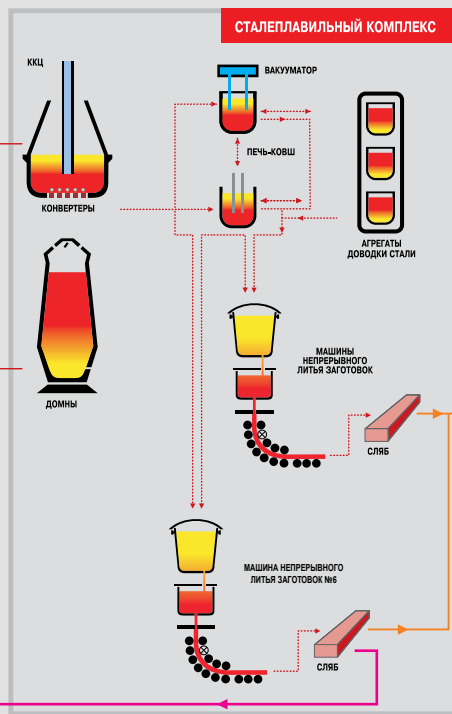 СТАЛЕПЛАВИЛЬНЫЙ КОМПЛЕКС
ККЦ
ВАКУУМАТОР
ПЕЧЬ-КОВШ
КОНВЕРТЕРЫ
АГРЕГАТЫ
ДОВОДКИ СТАЛИ
ДОМНЫ
МАШИНЫ
НЕПРЕРЫВНОГО
ЛИТЬЯ ЗАГОТОВОК
СЛЯБ
МАШИНА НЕПРЕРЫВНОГО
ЛИТЬЯ ЗАГОТОВОК №6
СЛЯБ